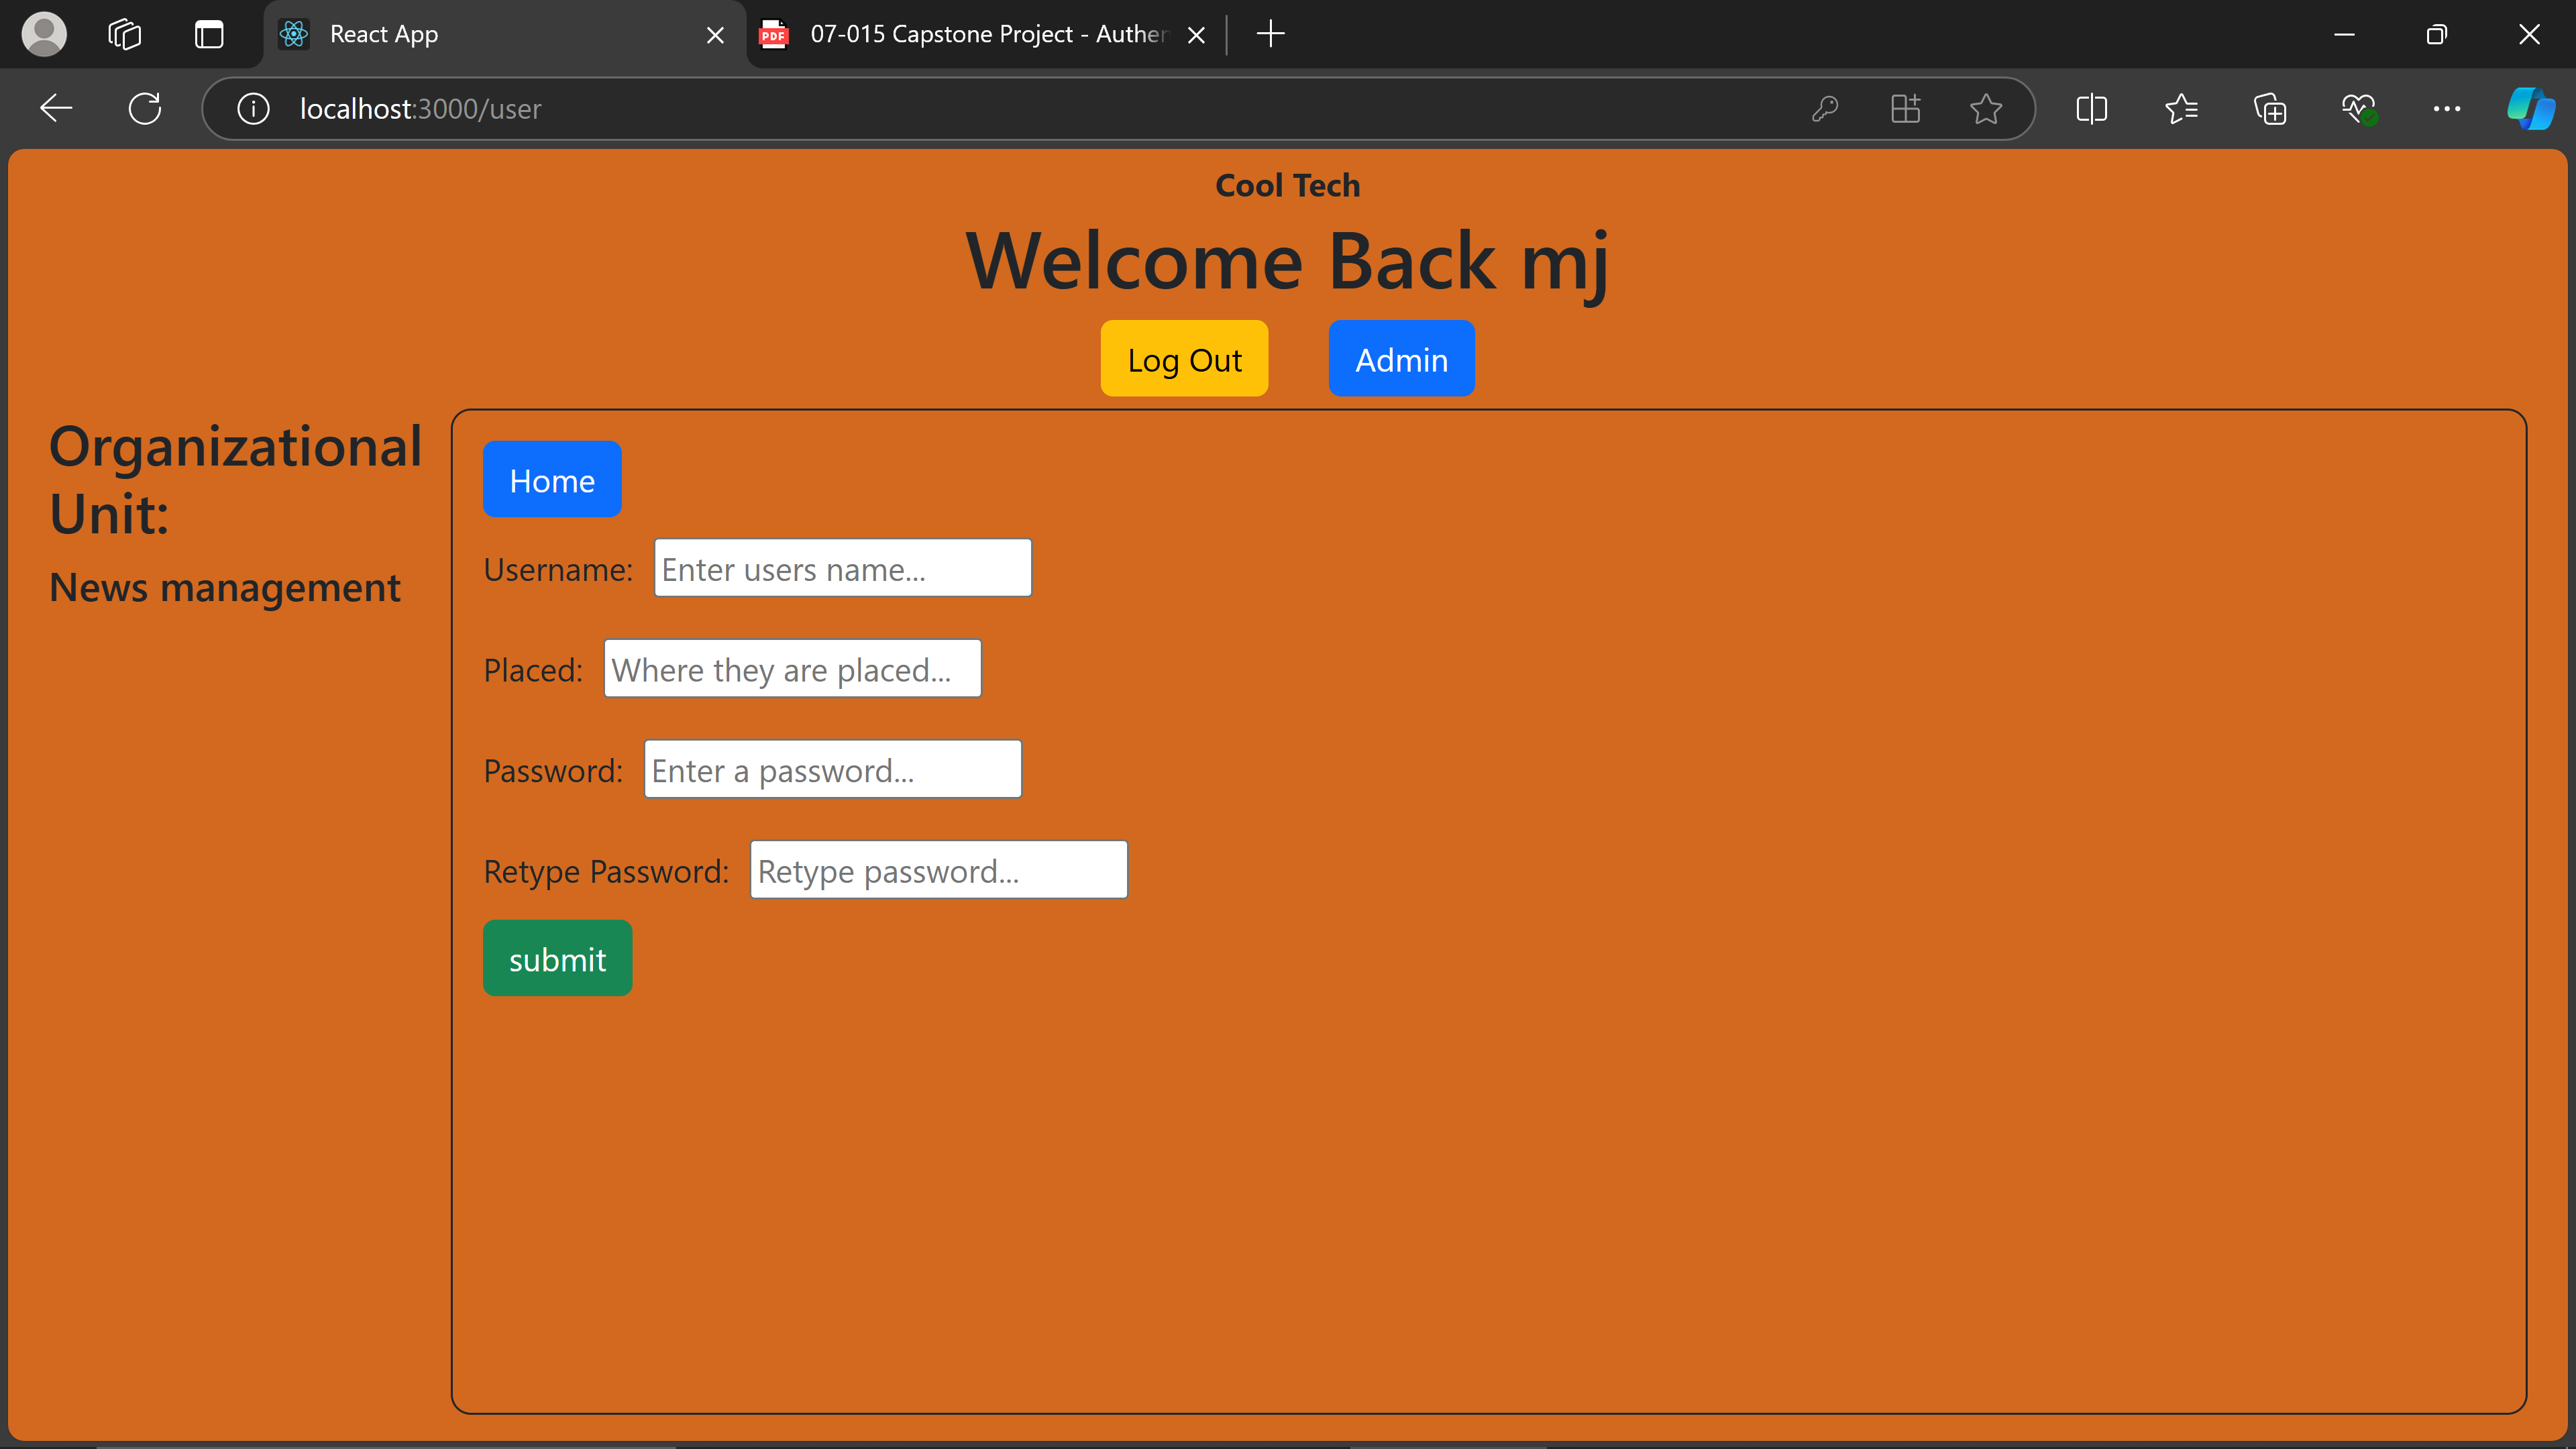 React App
PDF
07-015 Capstone Project - Authen
localhost:3000/user
Cool Tech
Welcome Back mj
Log Out
Admin
Organizational
Unit:
News management
Home
Username: Enter users name...
Placed: Where they are placed...
Password: Enter a password...
Retype Password: Retype password...
submit